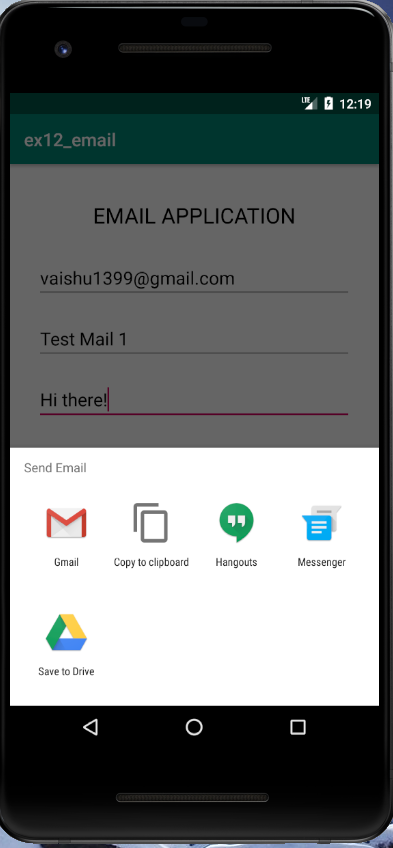 LTE 12:19
ex12_email
EMAIL APPLICATION
vaishu1399@gmail.com
Test Mail 1
Hi there!
Send Email
Gmail
Copy to clipboard
Hangouts
Messenger
Save to Drive